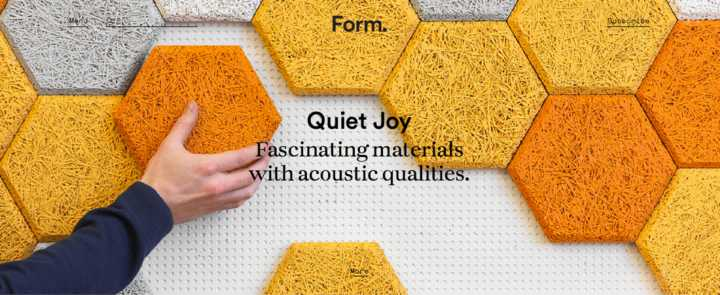 Menu
Form.
Subscribe
Quiet Joy
Fascinating materials
with acoustic qualities.
More